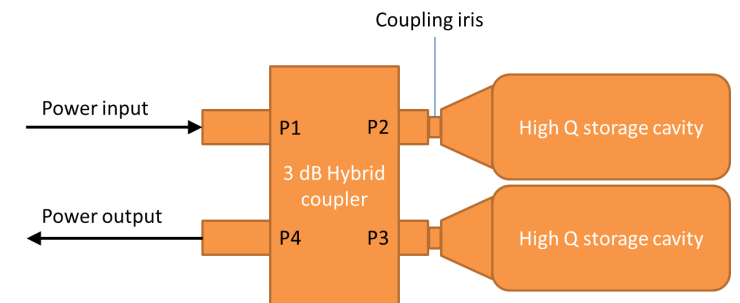 Coupling iris
Power input
P1
P2
High Q storage cavity
3 dB Hybrid
coupler
Power output
P4
P3
High Q storage cavity